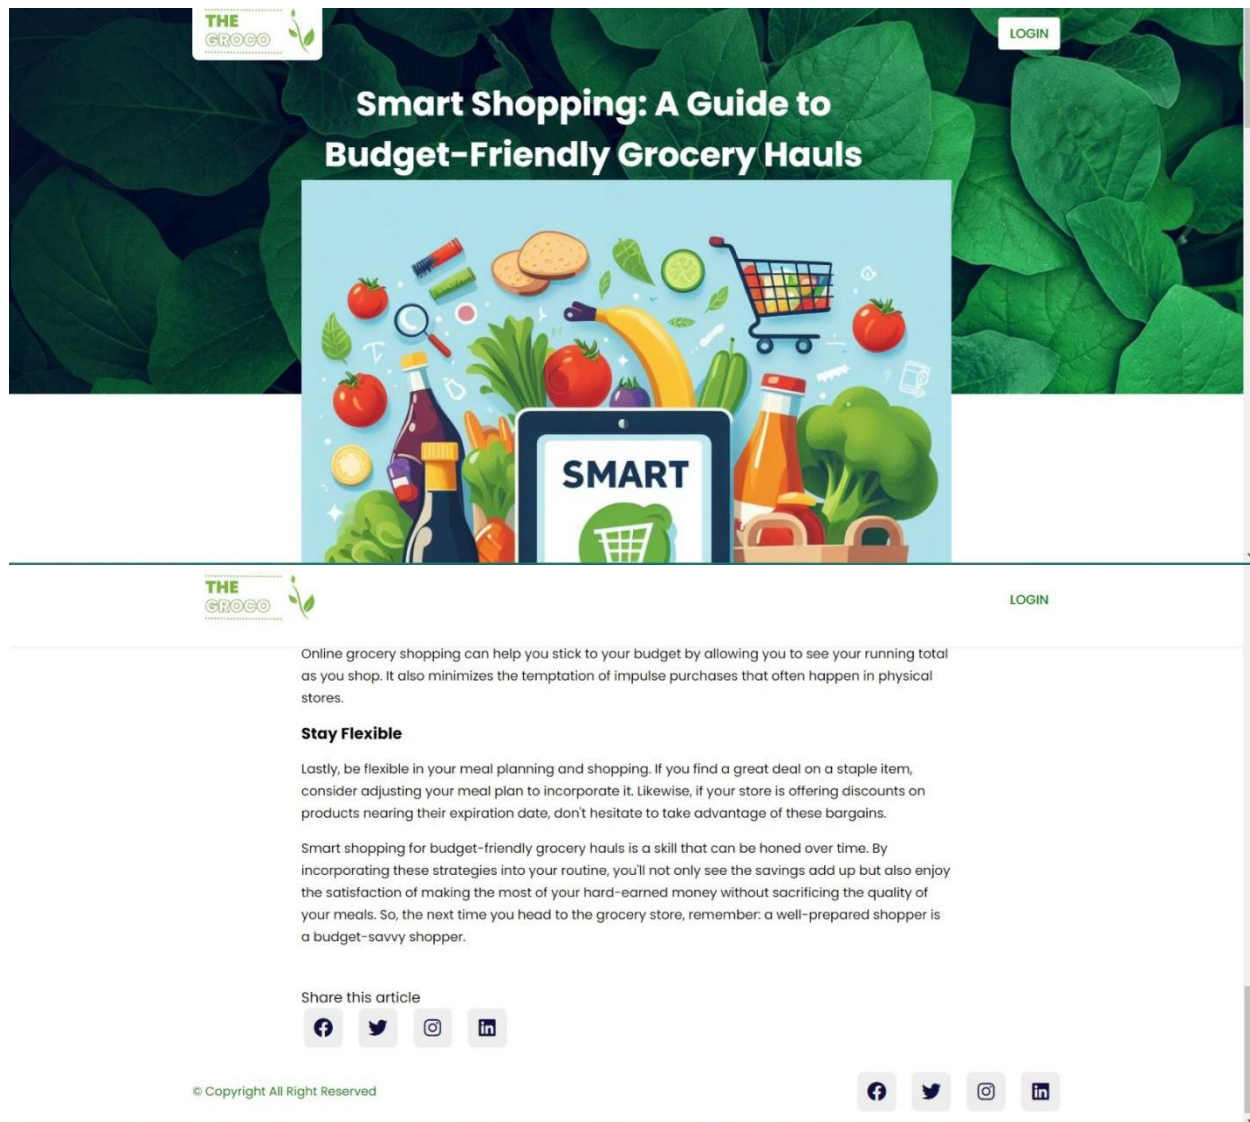 THE
GROCO
LOGIN
Smart Shopping: A Guide to
Budget-Friendly Grocery Hauls
SMART
THE
GROCO
LOGIN
Online grocery shopping can help you stick to your budget by allowing you to see your running total
as you shop. It also minimizes the temptation of impulse purchases that often happen in physical
stores.
Stay Flexible
Lastly, be flexible in your meal planning and shopping. If you find a great deal on a staple item,
consider adjusting your meal plan to incorporate it. Likewise, if your store is offering discounts on
products nearing their expiration date, don't hesitate to take advantage of these bargains.
Smart shopping for budget-friendly grocery hauls is a skill that can be honed over time. By
incorporating these strategies into your routine, you'll not only see the savings add up but also enjoy
the satisfaction of making the most of your hard-earned money without sacrificing the quality of
your meals. So, the next time you head to the grocery store, remember: a well-prepared shopper is
a budget-savvy shopper.
Share this article
© Copyright All Right Reserved